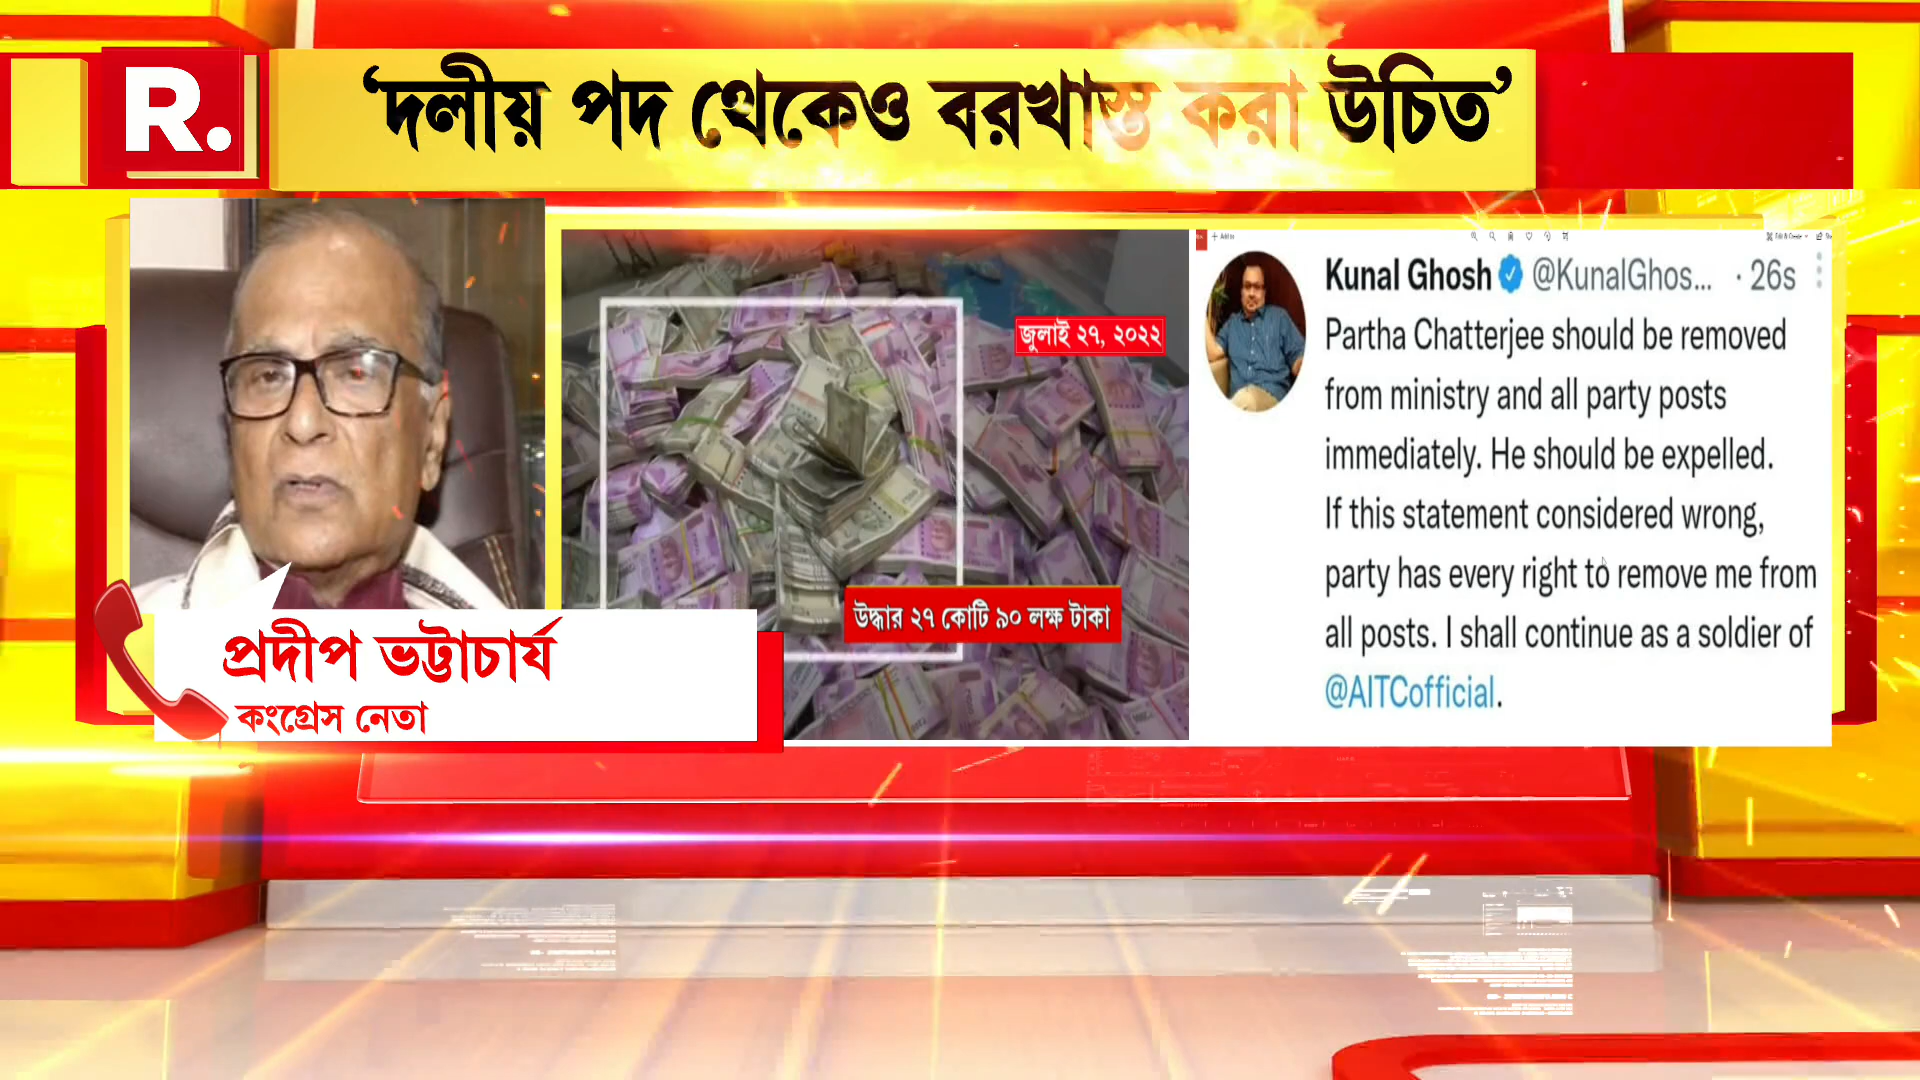 R.
‘দলীয় পদ থেকেও বরখাস্ত করা উচিত’
প্রদীপ ভট্টাচার্য
কংগ্রেস নেতা
জুলাই ২৭, ২০২২
উদ্ধার ২৭ কোটি ৯০ লক্ষ টাকা
Kunal Ghosh @KunalGhos... · 26s
Partha Chatterjee should be removed
from ministry and all party posts
immediately. He should be expelled.
If this statement considered wrong,
party has every right to remove me from
all posts. I shall continue as a soldier of
@AITCofficial.